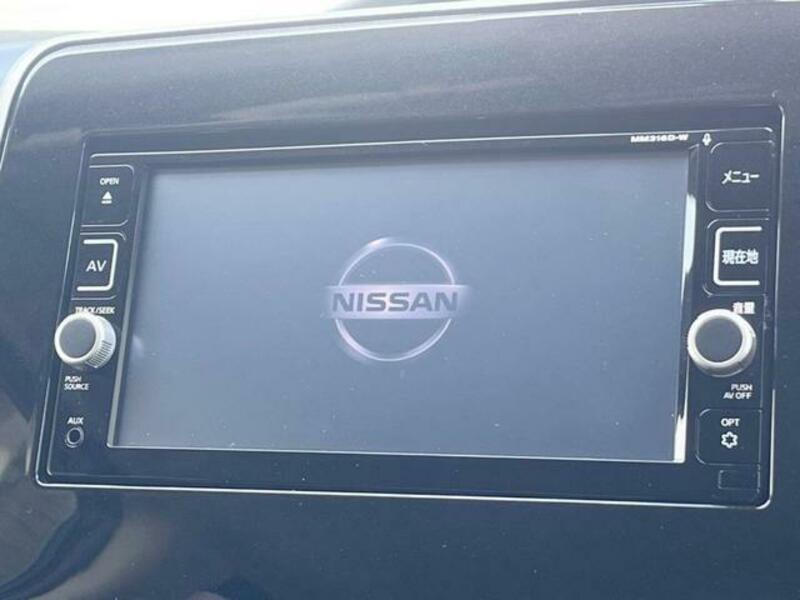 MM316D-W
OPEN
メニュー
AV
現在地
TRACK/SEEK
音量
NISSAN
PUSH
SOURCE
PUSH
AV OFF
AUX
OPT